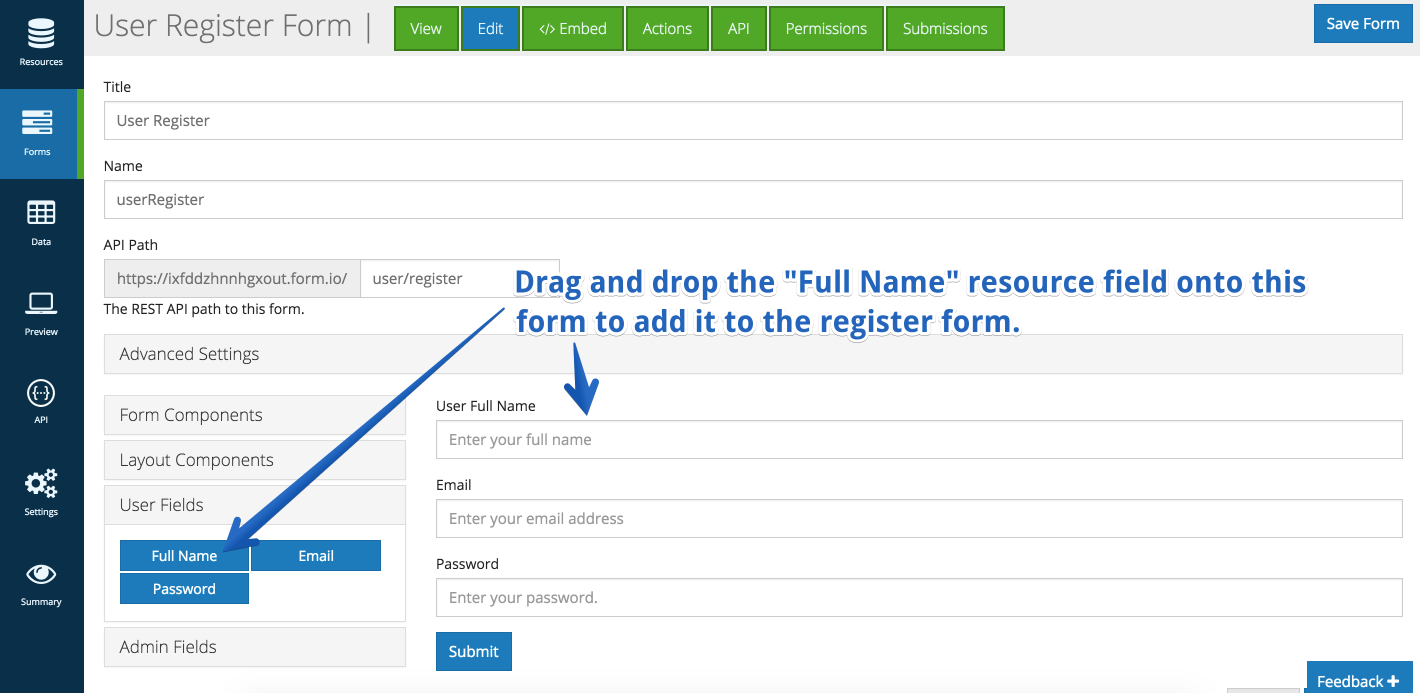 User Register Form |
View
Edit
</> Embed
Actions
API
Permissions
Submissions
Save Form
Resources
Forms
Data
Preview
API
Settings
Summary
Title
User Register
Name
userRegister
API Path
https://ixfddzhnnhgxout.form.io/
user/register
The REST API path to this form.
Drag and drop the "Full Name" resource field onto this
form to add it to the register form.
Advanced Settings
Form Components
Layout Components
User Fields
Full Name
Email
Password
Admin Fields
User Full Name
Enter your full name
Email
Enter your email address
Password
Enter your password.
Submit
Feedback +